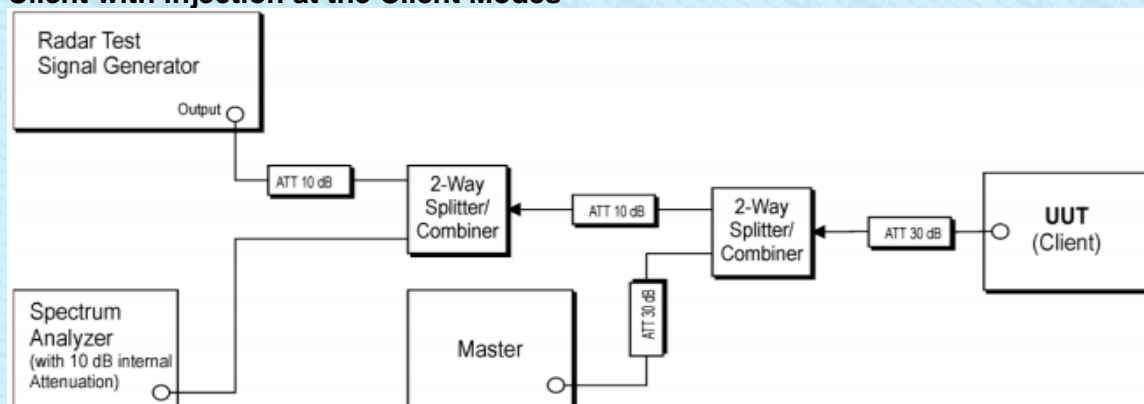 Client with Injection at the Client Modes
Radar Test
Signal Generator
Output
ATT 10 dB
2-Way
Splitter/
Combiner
ATT 10 dB
2-Way
Splitter/
Combiner
ATT 30 dB
UUT
(Client)
ATT 30 dB
Spectrum
Analyzer
(with 10 dB internal
Attenuation)
Master